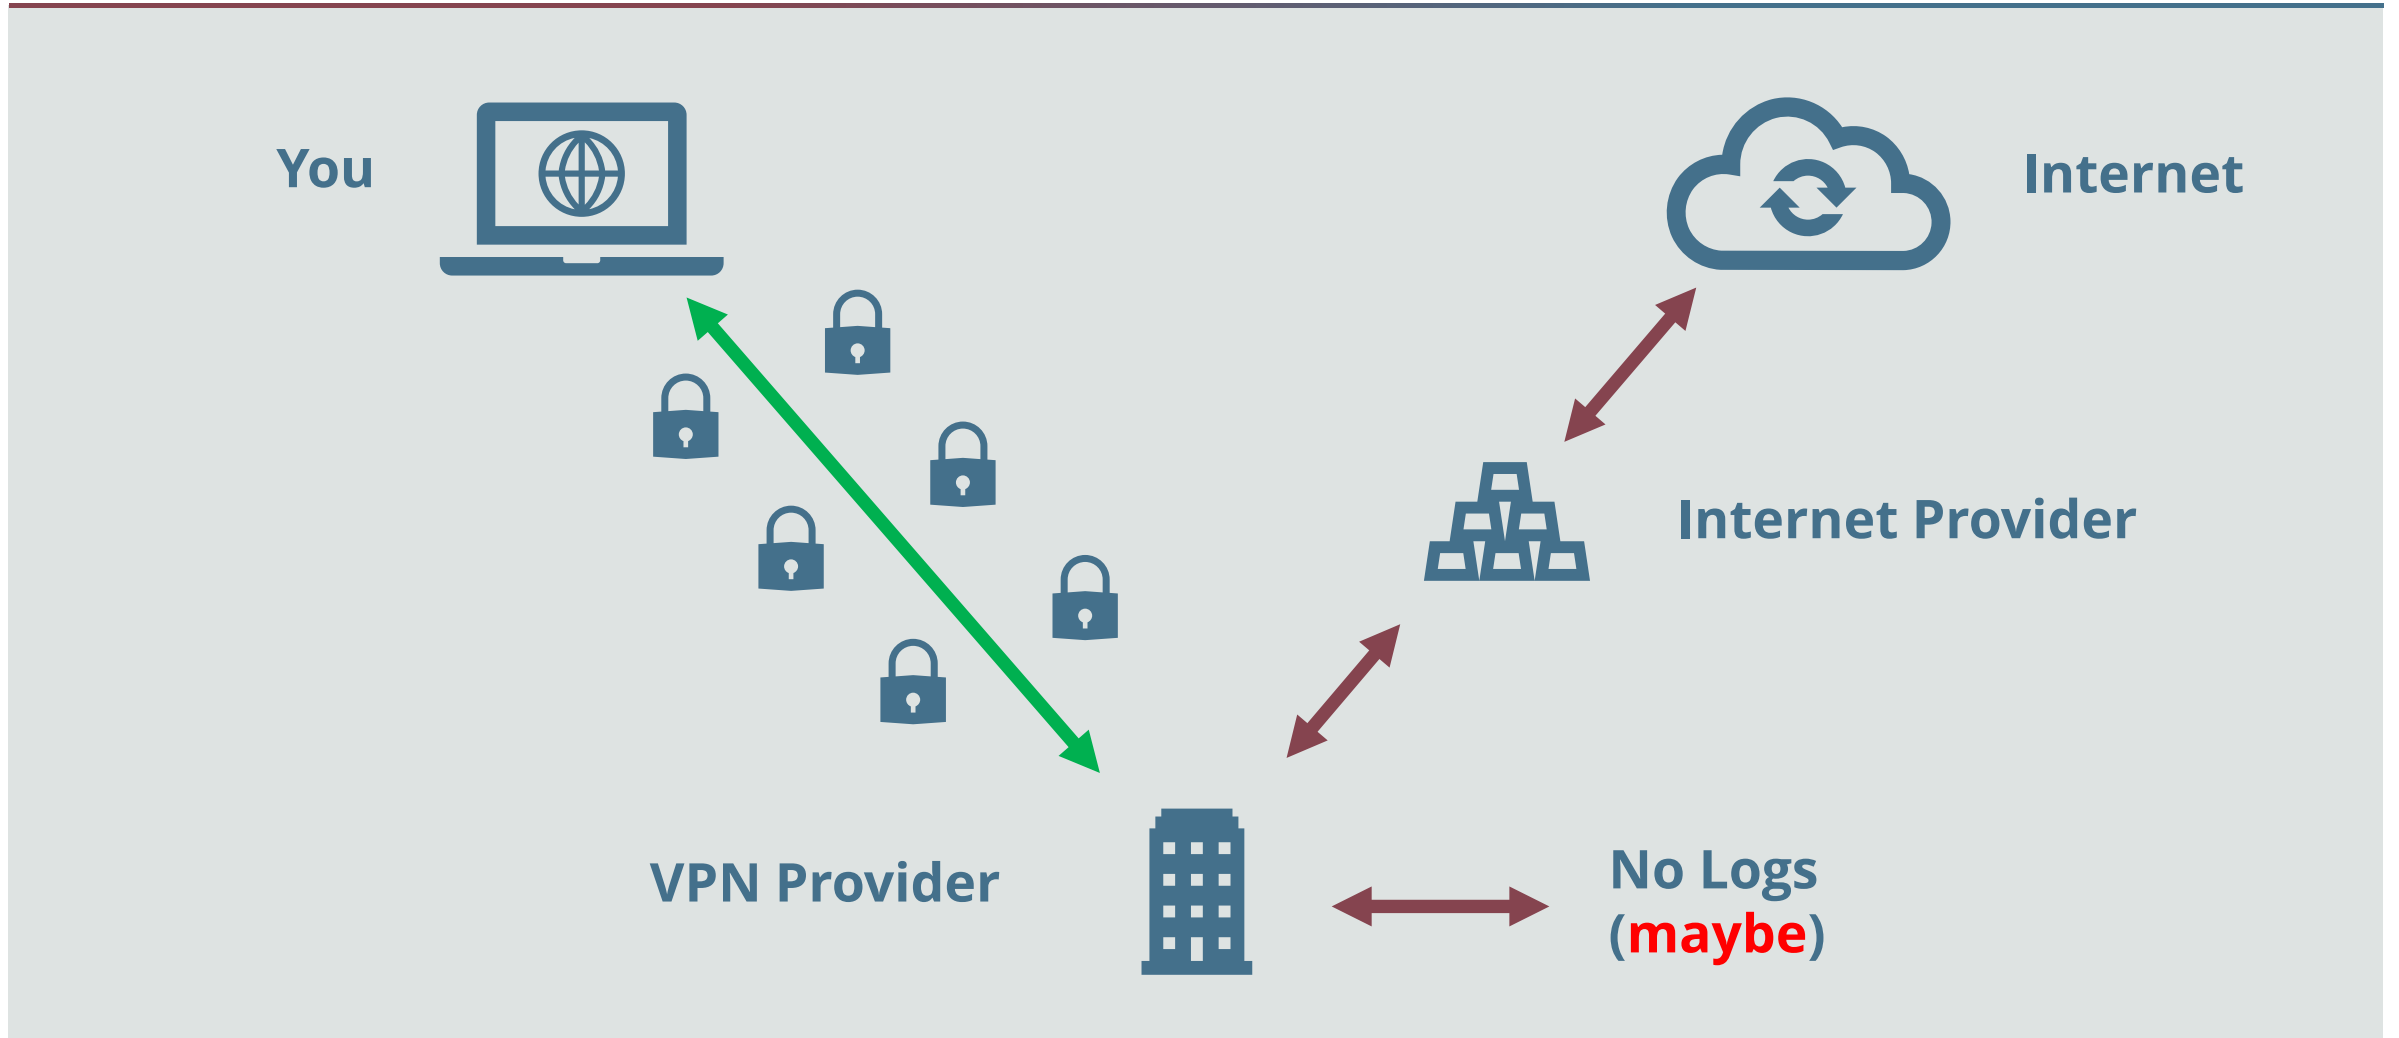 You
Internet
Internet Provider
VPN Provider
No Logs
(maybe)